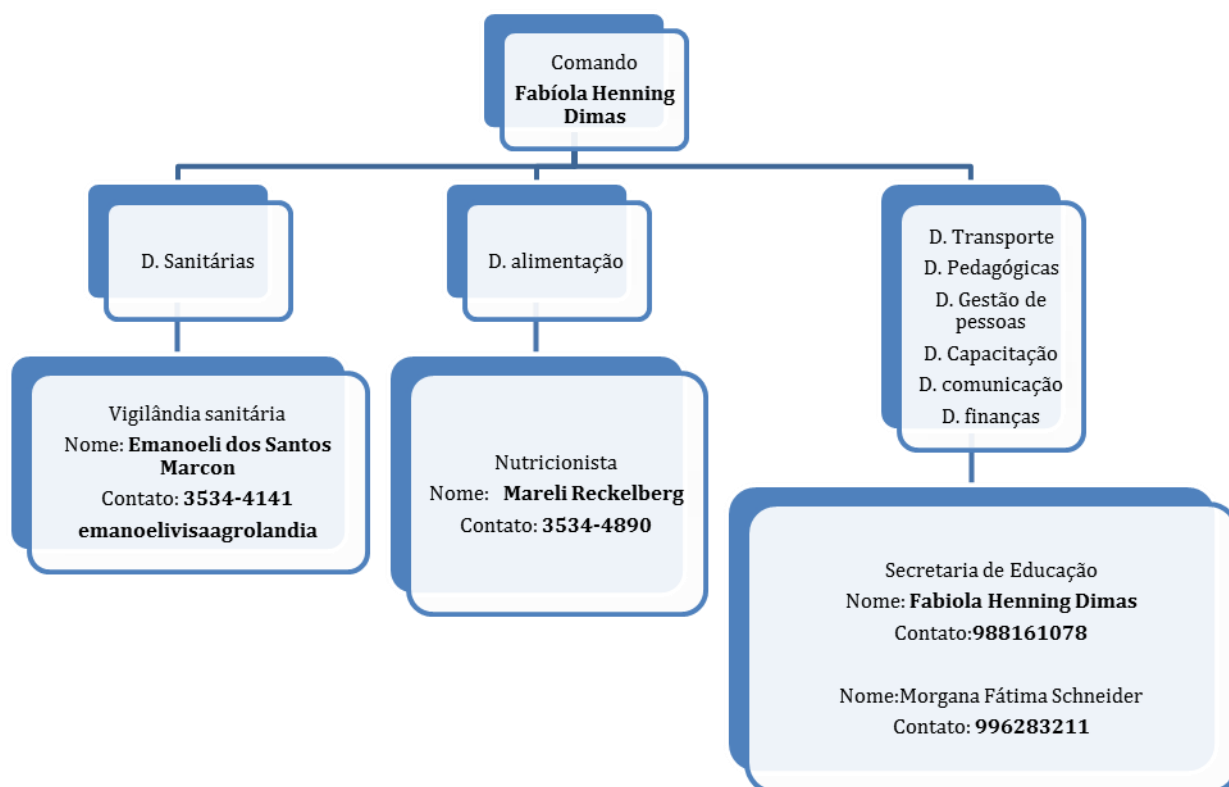 Comando
Fabíola Henning
Dimas
D. Sanitárias
D. alimentação
D. Transporte
D. Pedagógicas
D. Gestão de
pessoas
D. Capacitação
D. comunicação
D. finanças
Vigilândia sanitária
Nome: Emanoeli dos Santos
Marcon
Contato: 3534-4141
emanoelivisaagrolandia
Nutricionista
Nome: Mareli Reckelberg
Contato: 3534-4890
Secretaria de Educação
Nome: Fabiola Henning Dimas
Contato:988161078
Nome:Morgana Fátima Schneider
Contato: 996283211